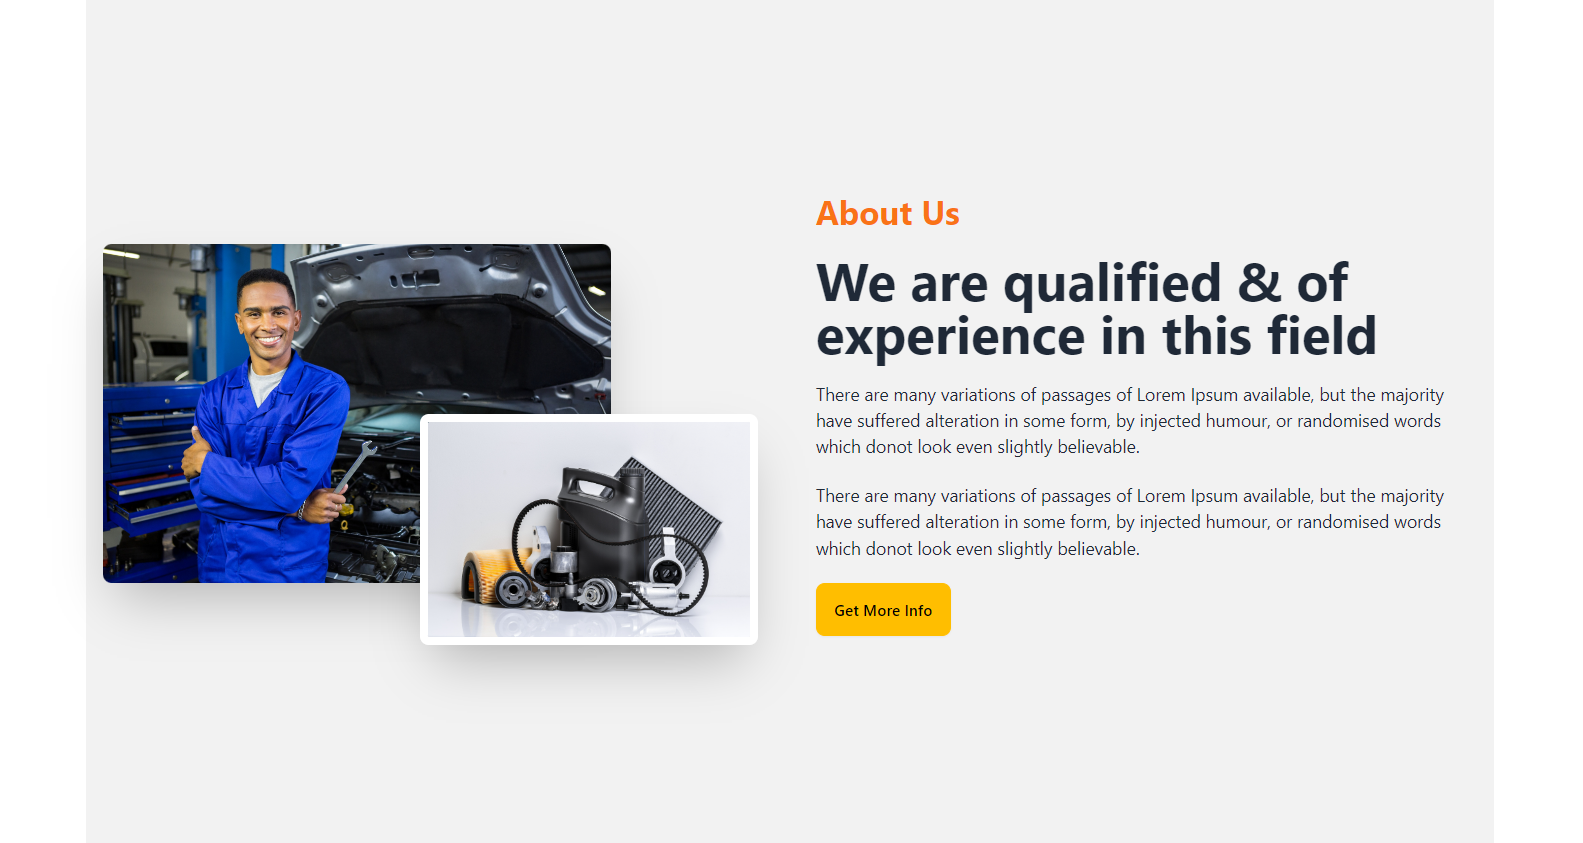 About Us
We are qualified & of
experience in this field
There are many variations of passages of Lorem Ipsum available, but the majority
have suffered alteration in some form, by injected humour, or randomised words
which donot look even slightly believable.
There are many variations of passages of Lorem Ipsum available, but the majority
have suffered alteration in some form, by injected humour, or randomised words
which donot look even slightly believable.
Get More Info